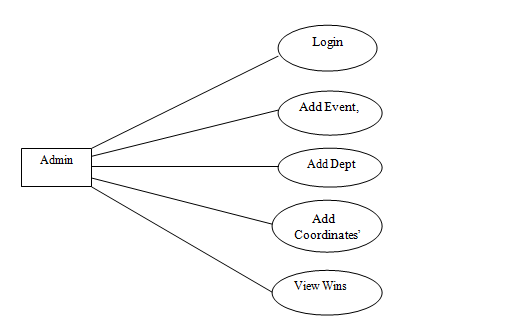 Login
Add Event,
Admin
Add Dept
Add
Coordinates’
View Wins